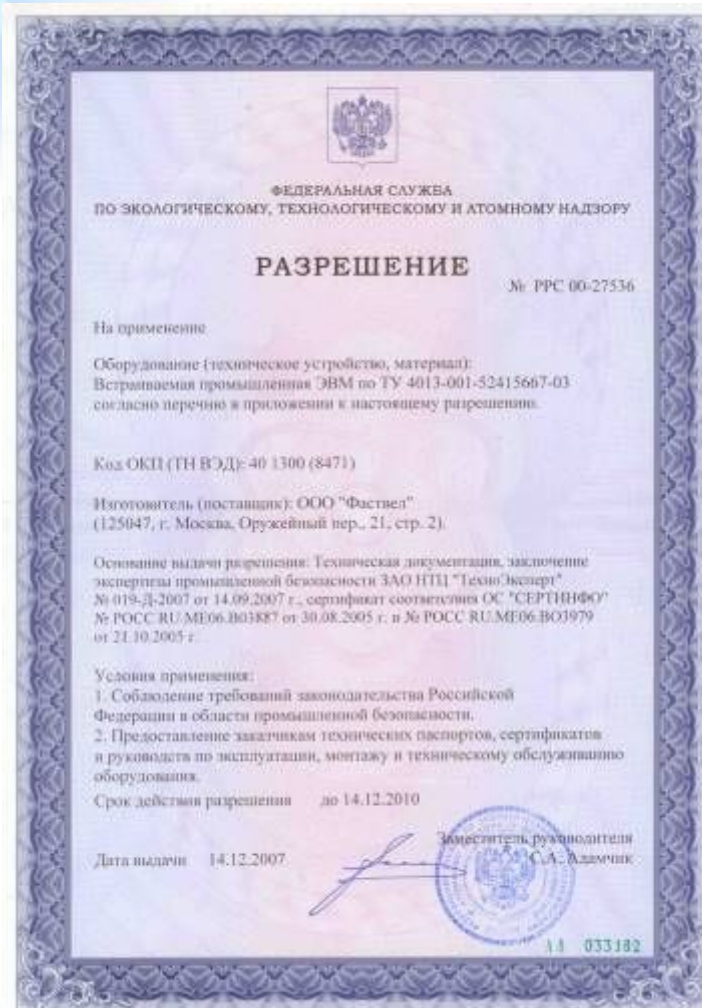 ФЕДЕРАЛЬНАЯ СЛУЖБА
ПО ЭКОЛОГИЧЕСКОМУ, ТЕХНОЛОГИЧЕСКОМУ И АТОМНОМУ НАДЗОРУ
РАЗРЕШЕНИЕ
№ РРС 00-27536
На применение
Оборудование (техническое устройство, материал):
Встраиваемая промышленная ЭВМ по ТУ 4013-001-52415667-03
согласно перечню в приложении к настоящему разрешению.
Код ОКП (ТН ВЭД): 40 1300 (8471)
Изготовитель (поставщик): ООО "Фаствел"
(125047, г. Москва, Оружейный пер., 21, стр. 2).
Основание выдачи разрешения: Техническая документация, заключение
экспертизы промышленной безопасности ЗАО НТЦ "ТехноЭксперт"
№ 019-Д-2007 от 14.09.2007 г., сертификат соответствия ОС "СЕРТИНФО"
№ РОСС RU.МЕ06.В03887 от 30.08.2005 г. и № РОСС RU.МЕ06.ВО3979
от 21.10.2005 г.
Условия применения:
1. Соблюдение требований законодательства Российской
Федерации в области промышленной безопасности.
2. Предоставление заказчикам технических паспортов, сертификатов
и руководств по эксплуатации, монтажу и техническому обслуживанию
оборудования.
Срок действия разрешения до 14.12.2010
Заместитель руководителя
Дата выдачи 14.12.2007 С.А. Адамчик
033182